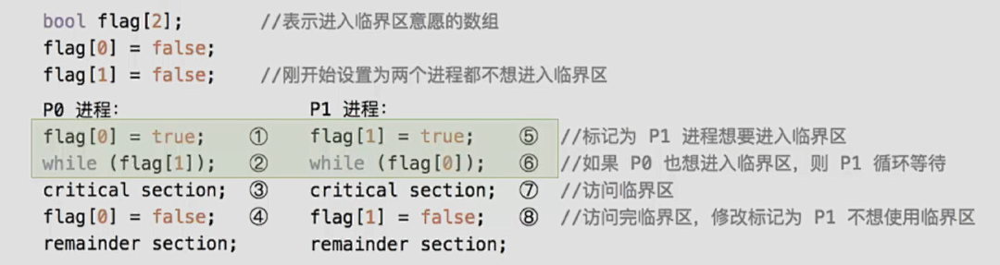 bool flag[2]; //表示进入临界区意愿的数组
flag[0] = false;
flag[1] = false; //刚开始设置为两个进程都不想进入临界区
P0 进程： P1 进程：
flag[0] = true; ① flag[1] = true; ⑤ //标记为 P1 进程想要进入临界区
while (flag[1]); ② while (flag[0]); ⑥ //如果 P0 也想进入临界区，则 P1 循环等待
critical section; ③ critical section; ⑦ //访问临界区
flag[0] = false; ④ flag[1] = false; ⑧ //访问完临界区，修改标记为 P1 不想使用临界区
remainder section; remainder section;